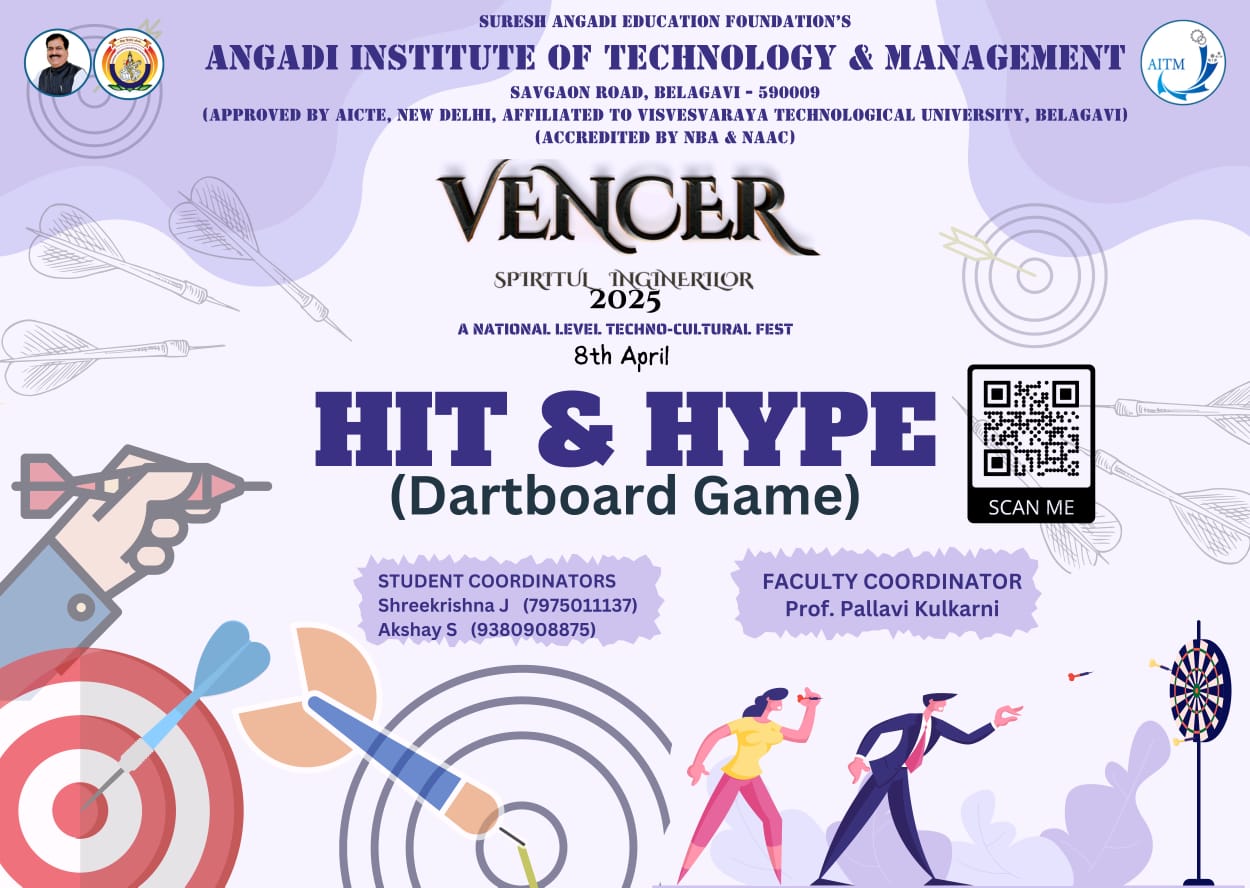 SURESH ANGADI EDUCATION FOUNDATION'S
ANGADI INSTITUTE OF TECHNOLOGY & MANAGEMENT
AITM
SAVGAON ROAD, BELAGAVI - 590009
(APPROVED BY AICTE, NEW DELHI, AFFILIATED TO VISVESVARAYA TECHNOLOGICAL UNIVERSITY, BELAGAVI)
(ACCREDITED BY NBA & NAAC)
VENCER
SPIRITUL INGINERILOR
2025
A NATIONAL LEVEL TECHNO-CULTURAL FEST
8th April
HIT & HYPE
(Dartboard Game)
SCAN ME
STUDENT COORDINATORS
Shreekrishna J (7975011137)
Akshay S (9380908875)
FACULTY COORDINATOR
Prof. Pallavi Kulkarni